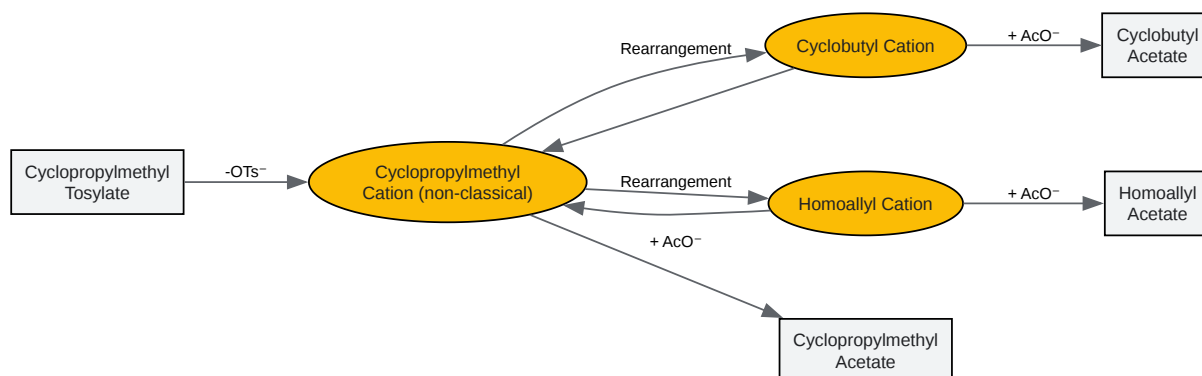 Cyclopropylmethyl
Tosylate
-OTs⁻
Cyclopropylmethyl
Cation (non-classical)
Rearrangement
Cyclobutyl Cation
+ AcO⁻
Cyclobutyl
Acetate
Rearrangement
Homoallyl Cation
+ AcO⁻
Homoallyl
Acetate
+ AcO⁻
Cyclopropylmethyl
Acetate